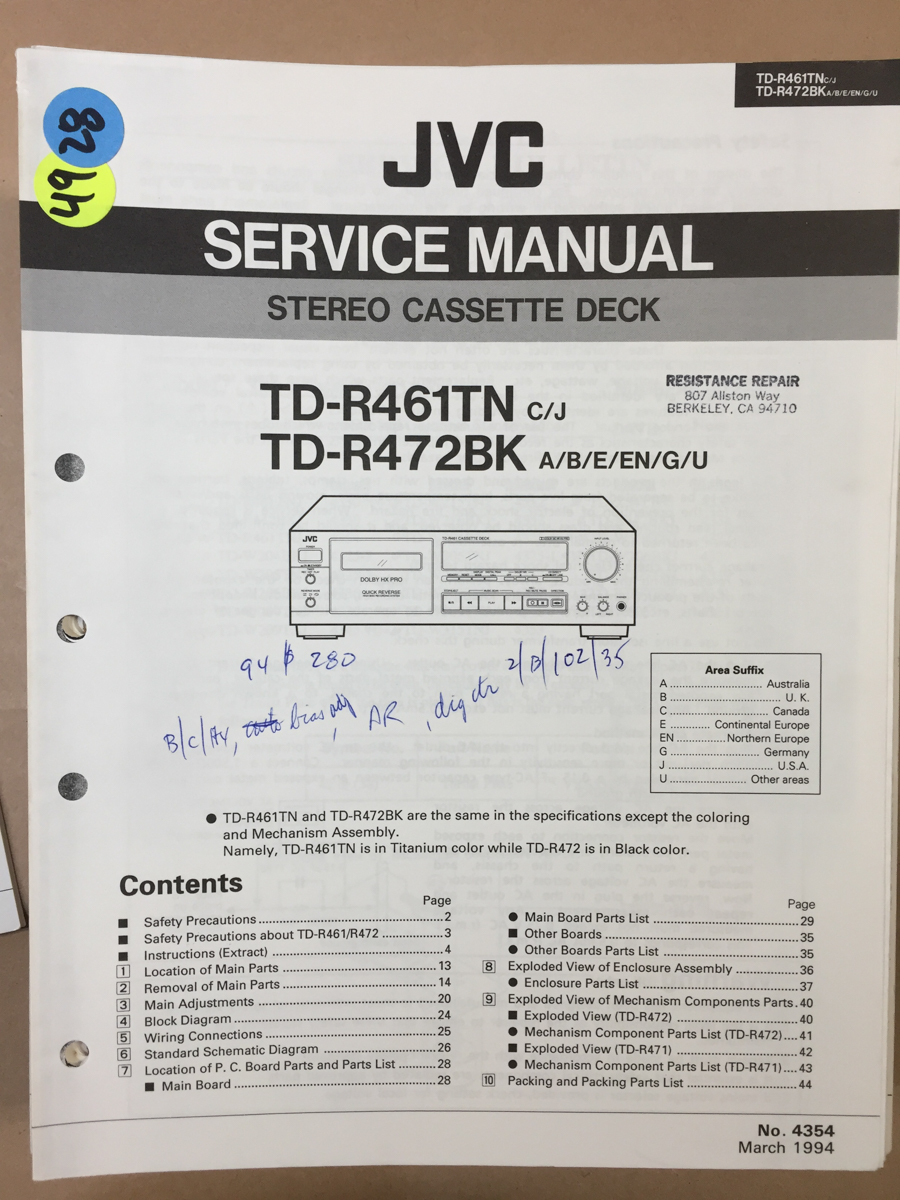 TD-R461TNC/J
TD-R472BKA/B/E/EN/G/U
28
49
JVC
SERVICE MANUAL
STEREO CASSETTE DECK
TD-R461TN C/J
TD-R472BK A/B/E/EN/G/U
RESISTANCE REPAIR
807 Allston Way
BERKELEY, CA 94710
JVC
TD-R461 CASSETTE DECK
DOLBY HX PRO
QUICK REVERSE
94 $ 280
2/B/102/35
B/C/AX, auto bias adj, AR, dig ctr
Area Suffix
A .......................... Australia
B ............................... U. K.
C ............................ Canada
E .......... Continental Europe
EN .............Northern Europe
G ......................... Germany
J ............................. U.S.A.
U ...................... Other areas
● TD-R461TN and TD-R472BK are the same in the specifications except the coloring
and Mechanism Assembly.
Namely, TD-R461TN is in Titanium color while TD-R472 is in Black color.
Contents
Page
■ Safety Precautions ................................................2
■ Safety Precautions about TD-R461/R472 ................3
■ Instructions (Extract) .............................................4
1 Location of Main Parts ........................................13
2 Removal of Main Parts ........................................14
3 Main Adjustments ...............................................20
4 Block Diagram .....................................................24
5 Wiring Connections .............................................25
6 Standard Schematic Diagram ..............................26
7 Location of P. C. Board Parts and Parts List ..........28
■ Main Board .....................................................28
Page
● Main Board Parts List ......................................29
■ Other Boards ...................................................35
● Other Boards Parts List ....................................35
8 Exploded View of Enclosure Assembly ................36
● Enclosure Parts List .........................................37
9 Exploded View of Mechanism Components Parts.40
■ Exploded View (TD-R472) ................................40
● Mechanism Component Parts List (TD-R472)....41
■ Exploded View (TD-R471) ................................42
● Mechanism Component Parts List (TD-R471)....43
10 Packing and Packing Parts List ............................44
No. 4354
March 1994